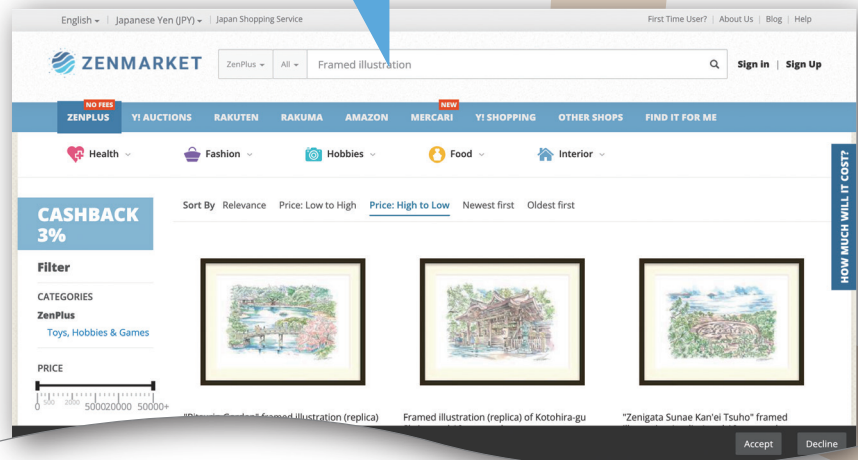 English
Japanese Yen (JPY)
Japan Shopping Service
First Time User? | About Us | Blog | Help
ZENMARKET
ZenPlus
All
Framed illustration
Sign in | Sign Up
NO FEES
NEW
ZENPLUS Y! AUCTIONS RAKUTEN RAKUMA AMAZON MERCARI Y! SHOPPING OTHER SHOPS FIND IT FOR ME
Health Fashion Hobbies Food Interior
HOW MUCH WILL IT COST?
CASHBACK
3%
Sort By Relevance Price: Low to High Price: High to Low Newest first Oldest first
Filter
CATEGORIES
ZenPlus
Toys, Hobbies & Games
PRICE
0 500 2000 5000 20000 50000+
framed illustration (replica)
Framed illustration (replica) of Kotohira-gu
"Zenigata Sunae Kan'ei Tsuho" framed
Accept Decline